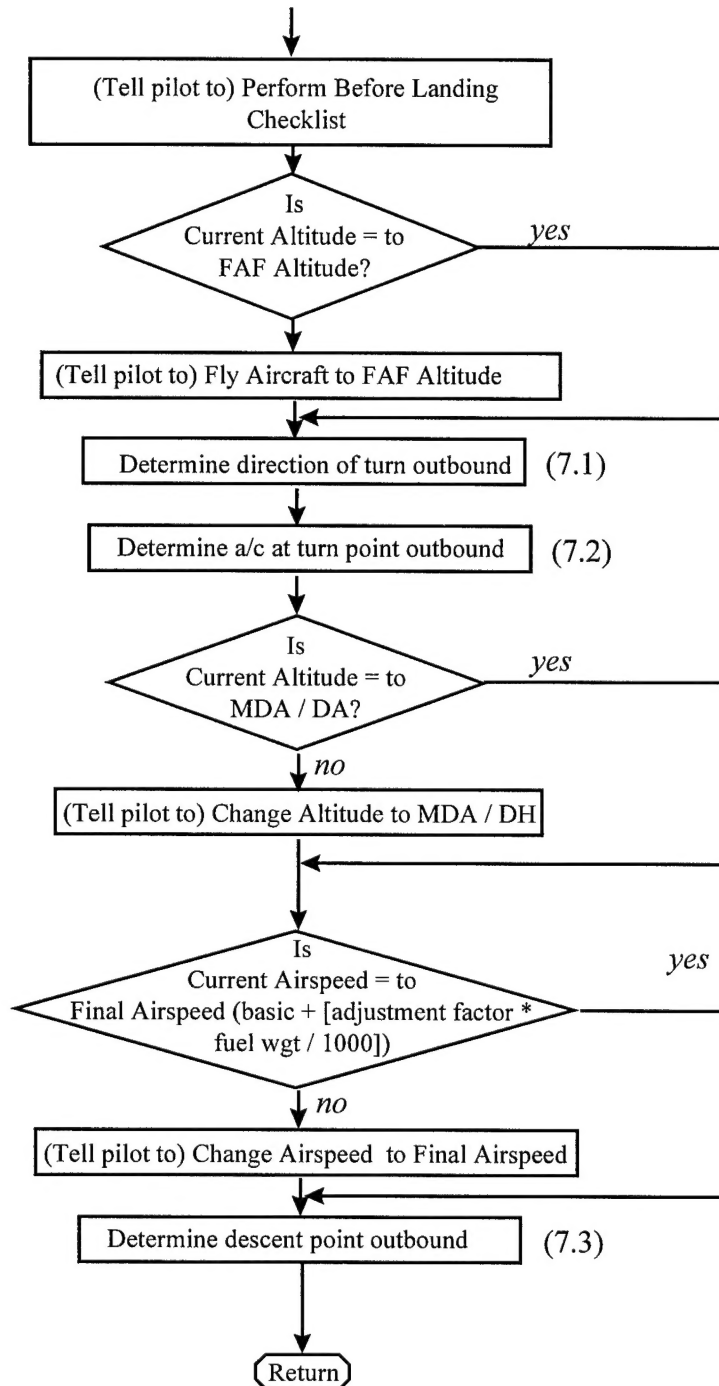 (Tell pilot to) Perform Before Landing
Checklist
Is
Current Altitude = to
FAF Altitude?
yes
(Tell pilot to) Fly Aircraft to FAF Altitude
Determine direction of turn outbound
(7.1)
Determine a/c at turn point outbound
(7.2)
Is
Current Altitude = to
MDA / DA?
yes
no
(Tell pilot to) Change Altitude to MDA / DH
Is
Current Airspeed = to
Final Airspeed (basic + [adjustment factor *
fuel wgt / 1000])
yes
no
(Tell pilot to) Change Airspeed to Final Airspeed
Determine descent point outbound
(7.3)
Return